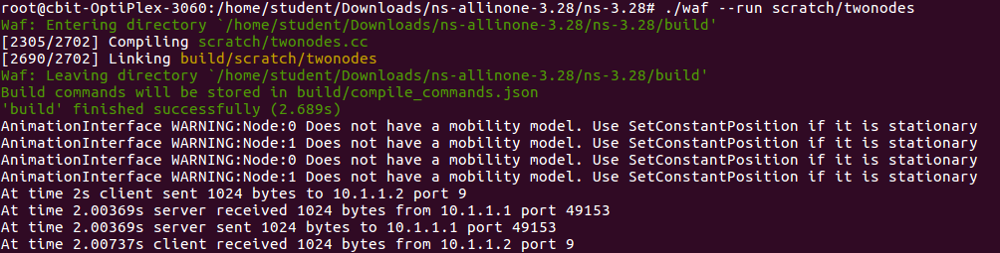 root@cbit-OptiPlex-3060:/home/student/Downloads/ns-allinone-3.28/ns-3.28# ./waf --run scratch/twonodes
Waf: Entering directory `/home/student/Downloads/ns-allinone-3.28/ns-3.28/build'
[2305/2702] Compiling scratch/twonodes.cc
[2690/2702] Linking build/scratch/twonodes
Waf: Leaving directory `/home/student/Downloads/ns-allinone-3.28/ns-3.28/build'
Build commands will be stored in build/compile_commands.json
'build' finished successfully (2.689s)
AnimationInterface WARNING:Node:0 Does not have a mobility model. Use SetConstantPosition if it is stationary
AnimationInterface WARNING:Node:1 Does not have a mobility model. Use SetConstantPosition if it is stationary
AnimationInterface WARNING:Node:0 Does not have a mobility model. Use SetConstantPosition if it is stationary
AnimationInterface WARNING:Node:1 Does not have a mobility model. Use SetConstantPosition if it is stationary
At time 2s client sent 1024 bytes to 10.1.1.2 port 9
At time 2.00369s server received 1024 bytes from 10.1.1.1 port 49153
At time 2.00369s server sent 1024 bytes to 10.1.1.1 port 49153
At time 2.00737s client received 1024 bytes from 10.1.1.2 port 9